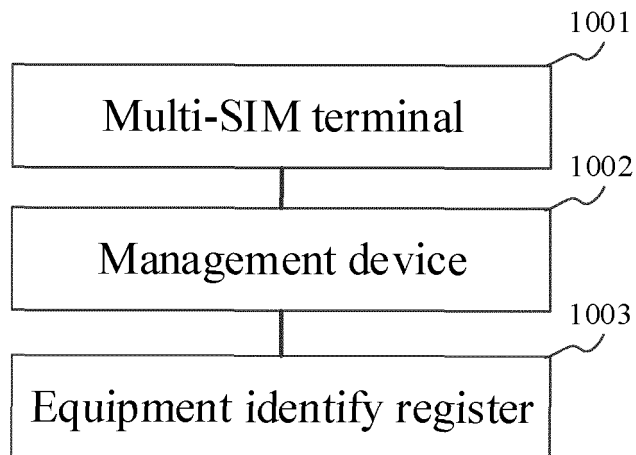 1001
Multi-SIM terminal
1002
Management device
1003
Equipment identify register